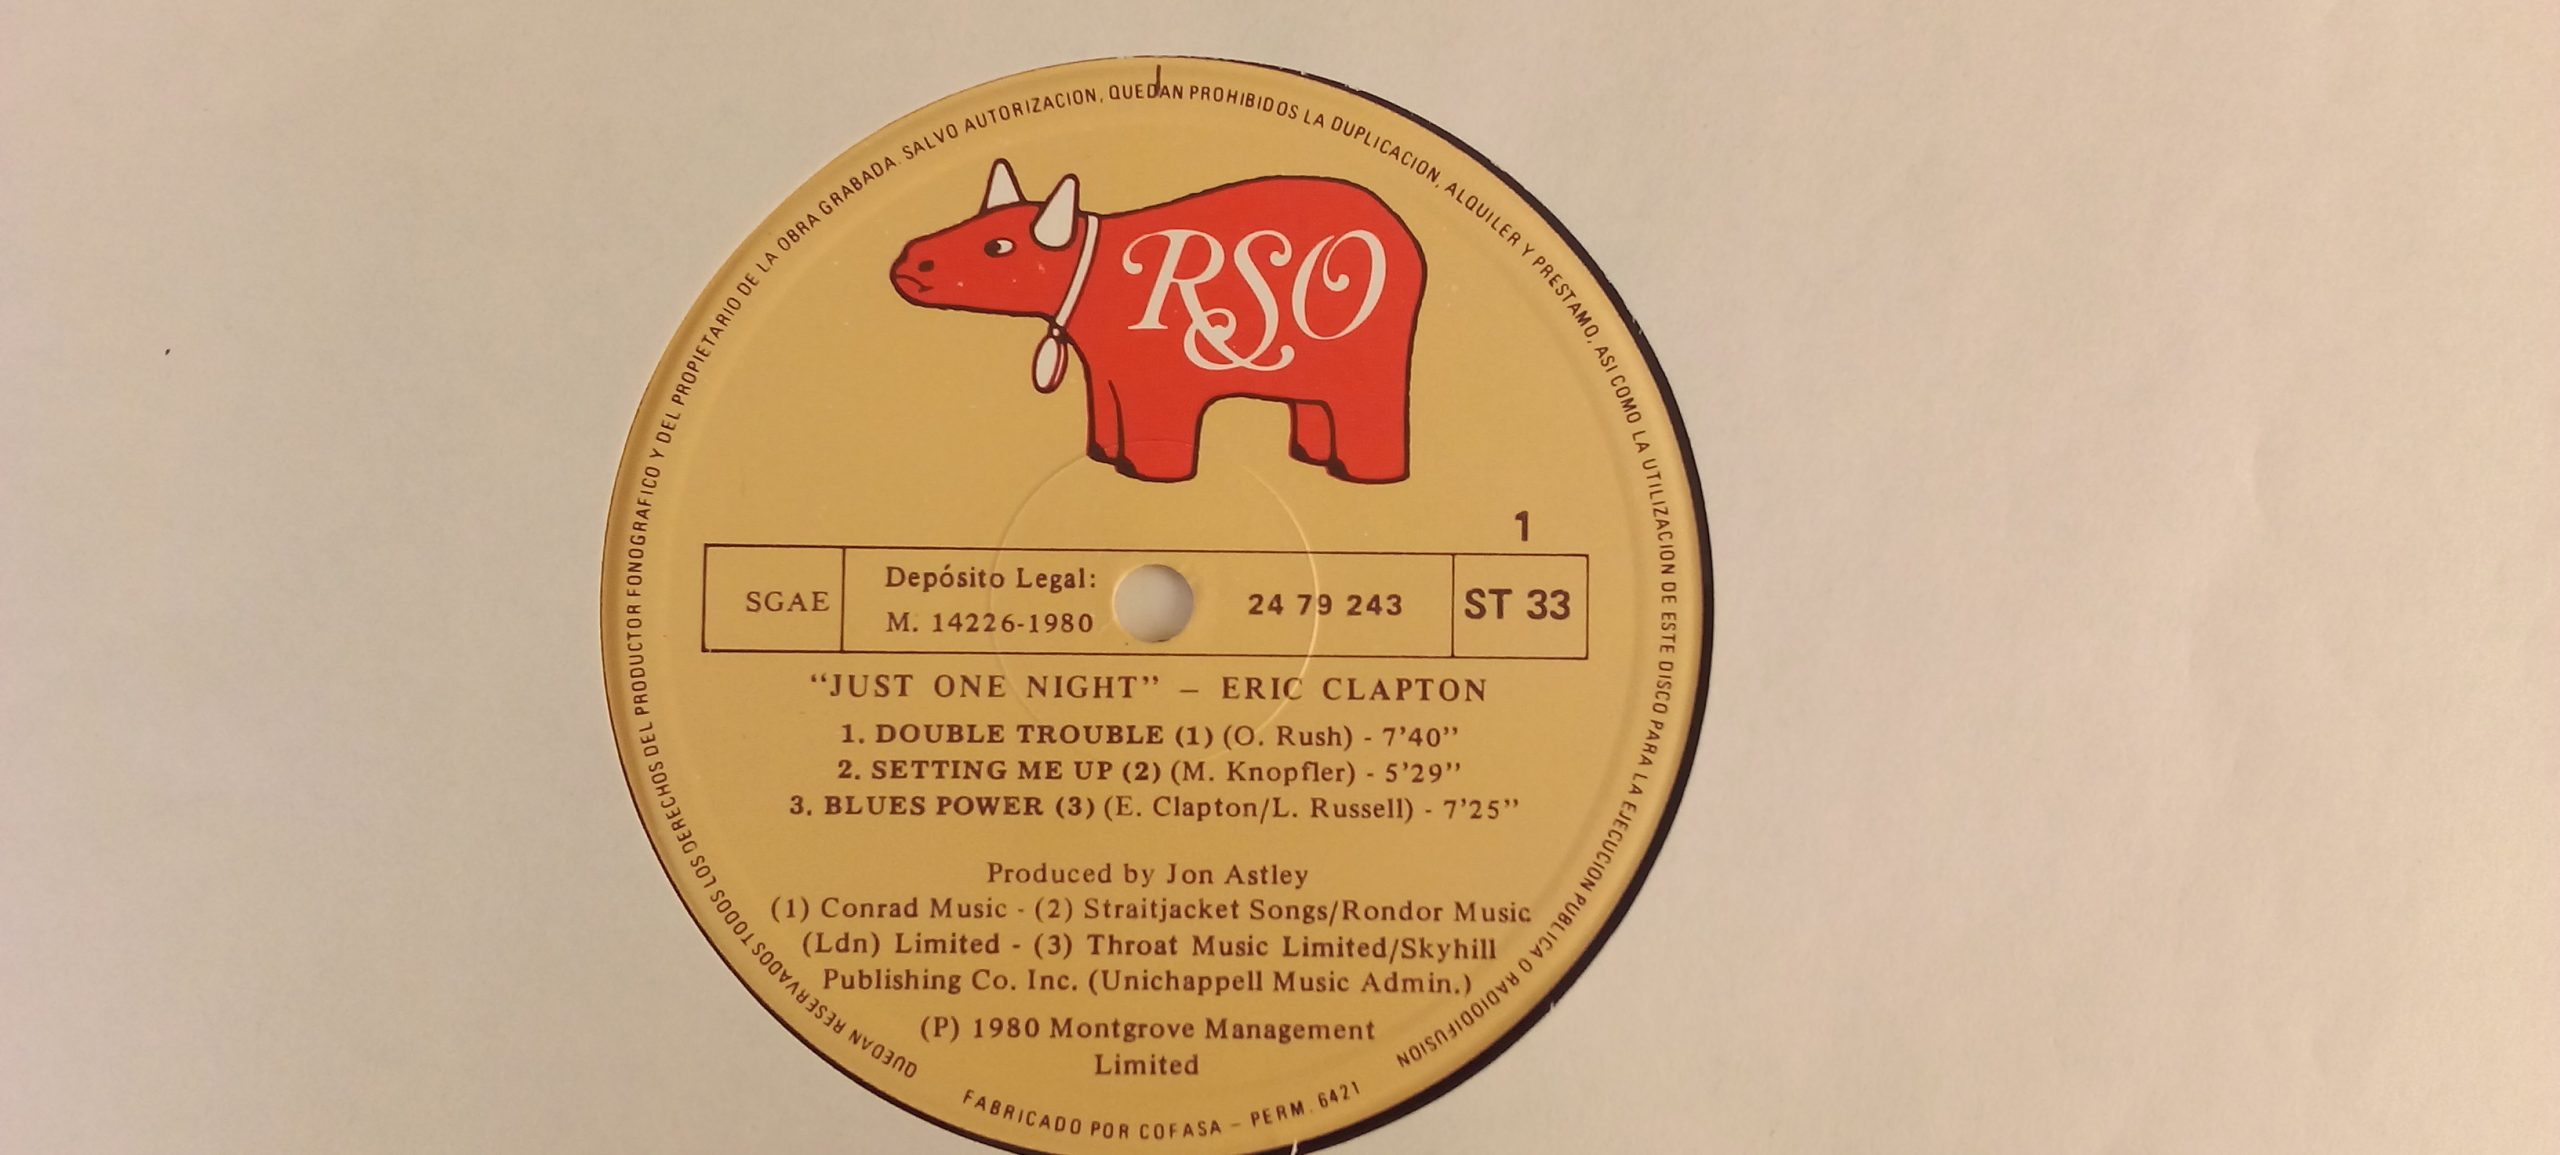 RSO
1
SGAE
Depósito Legal:
M. 14226-1980
24 79 243
ST 33
“JUST ONE NIGHT” – ERIC CLAPTON
1. DOUBLE TROUBLE (1) (O. Rush) - 7’40’’
2. SETTING ME UP (2) (M. Knopfler) - 5’29’’
3. BLUES POWER (3) (E. Clapton/L. Russell) - 7’25’’
Produced by Jon Astley
(1) Conrad Music - (2) Straitjacket Songs/Rondor Music
(Ldn) Limited - (3) Throat Music Limited/Skyhill
Publishing Co. Inc. (Unichappell Music Admin.)
(P) 1980 Montgrove Management
Limited
QUEDAN RESERVADOS TODOS LOS DERECHOS DEL PRODUCTOR FONOGRAFICO Y DEL PROPIETARIO DE LA OBRA GRABADA. SALVO AUTORIZACION, QUEDAN PROHIBIDOS LA DUPLICACION, ALQUILER Y PRESTAMO, ASI COMO LA UTILIZACION DE ESTE DISCO PARA LA EJECUCION PUBLICA O RADIODIFUSION
FABRICADO POR COFASA – PERM. 6421